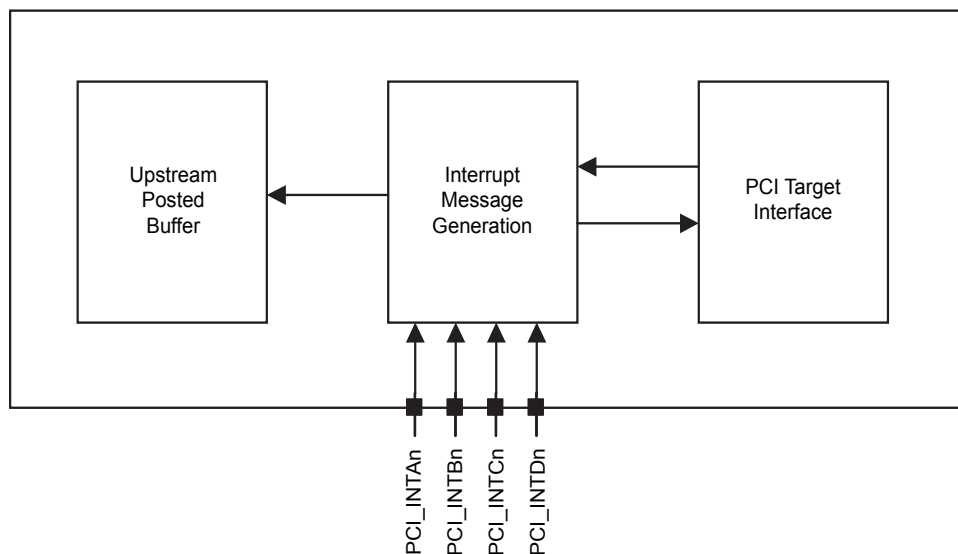 Upstream
Posted
Buffer
Interrupt
Message
Generation
PCI Target
Interface
PCI_INTAn
PCI_INTBn
PCI_INTCn
PCI_INTDn